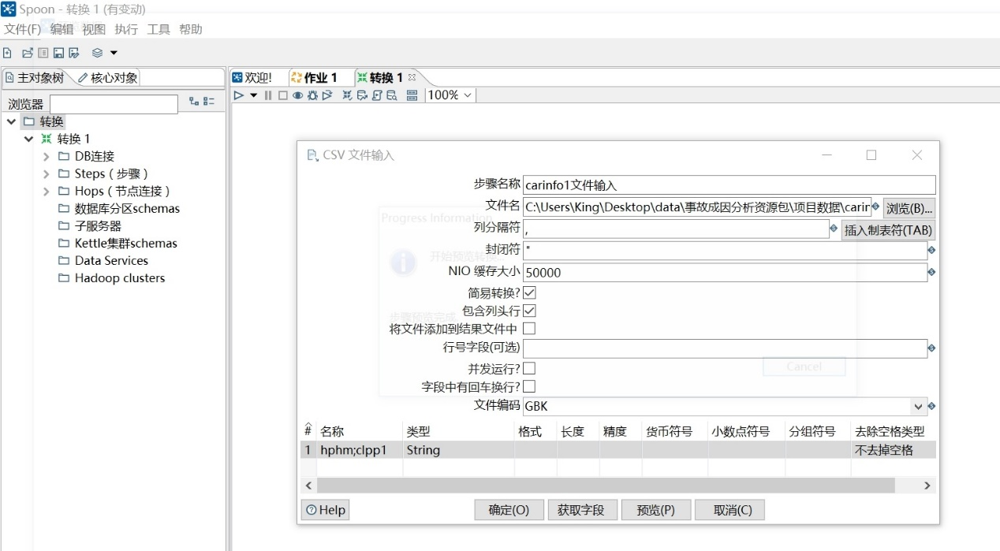 Spoon - 转换 1 (有变动)
文件(F) 编辑 视图 执行 工具 帮助
主对象树 核心对象
欢迎! 作业 1 转换 1
浏览器
100%
转换
转换 1
DB连接
Steps ( 步骤 )
Hops ( 节点连接 )
数据库分区schemas
子服务器
Kettle集群schemas
Data Services
Hadoop clusters
CSV 文件输入
步骤名称 carinfo1文件输入
文件名 C:\Users\King\Desktop\data\事故成因分析资源包\项目数据\carin 浏览(B)...
Progress Information
列分隔符 , 插入制表符(TAB)
封闭符 "
开始预览转换...
NIO 缓存大小 50000
简易转换?
包含列头行
步骤预览完成
将文件添加到结果文件中
行号字段(可选)
并发运行?
Cancel
字段中有回车换行?
文件编码 GBK
# 名称 类型 格式 长度 精度 货币符号 小数点符号 分组符号 去除空格类型
1 hphm;clpp1 String 不去掉空格
Help 确定(O) 获取字段 预览(P) 取消(C)